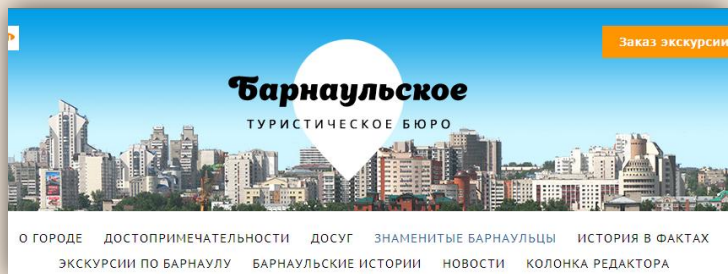 Заказ экскурсии
Барнаульское
ТУРИСТИЧЕСКОЕ БЮРО
О ГОРОДЕ ДОСТОПРИМЕЧАТЕЛЬНОСТИ ДОСУГ ЗНАМЕНИТЫЕ БАРНАУЛЬЦЫ ИСТОРИЯ В ФАКТАХ
ЭКСКУРСИИ ПО БАРНАУЛУ БАРНАУЛЬСКИЕ ИСТОРИИ НОВОСТИ КОЛОНКА РЕДАКТОРА